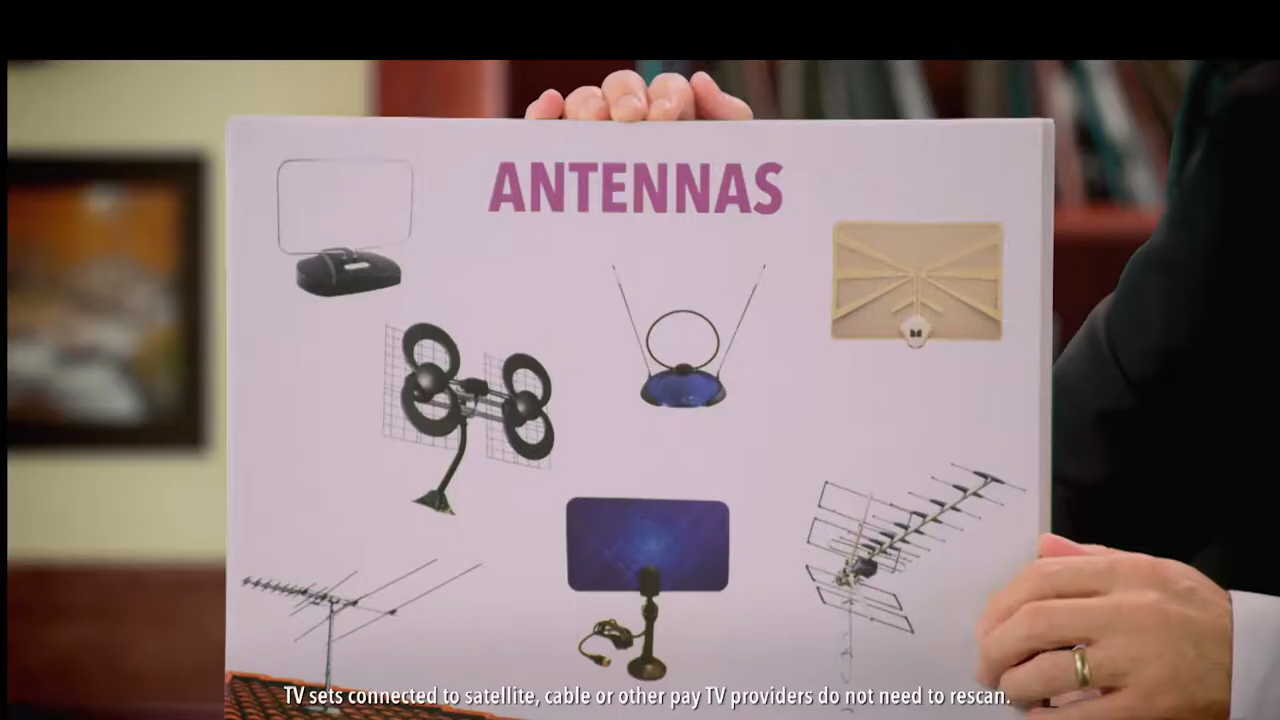 ANTENNAS
TV sets connected to satellite, cable or other pay TV providers do not need to rescan.